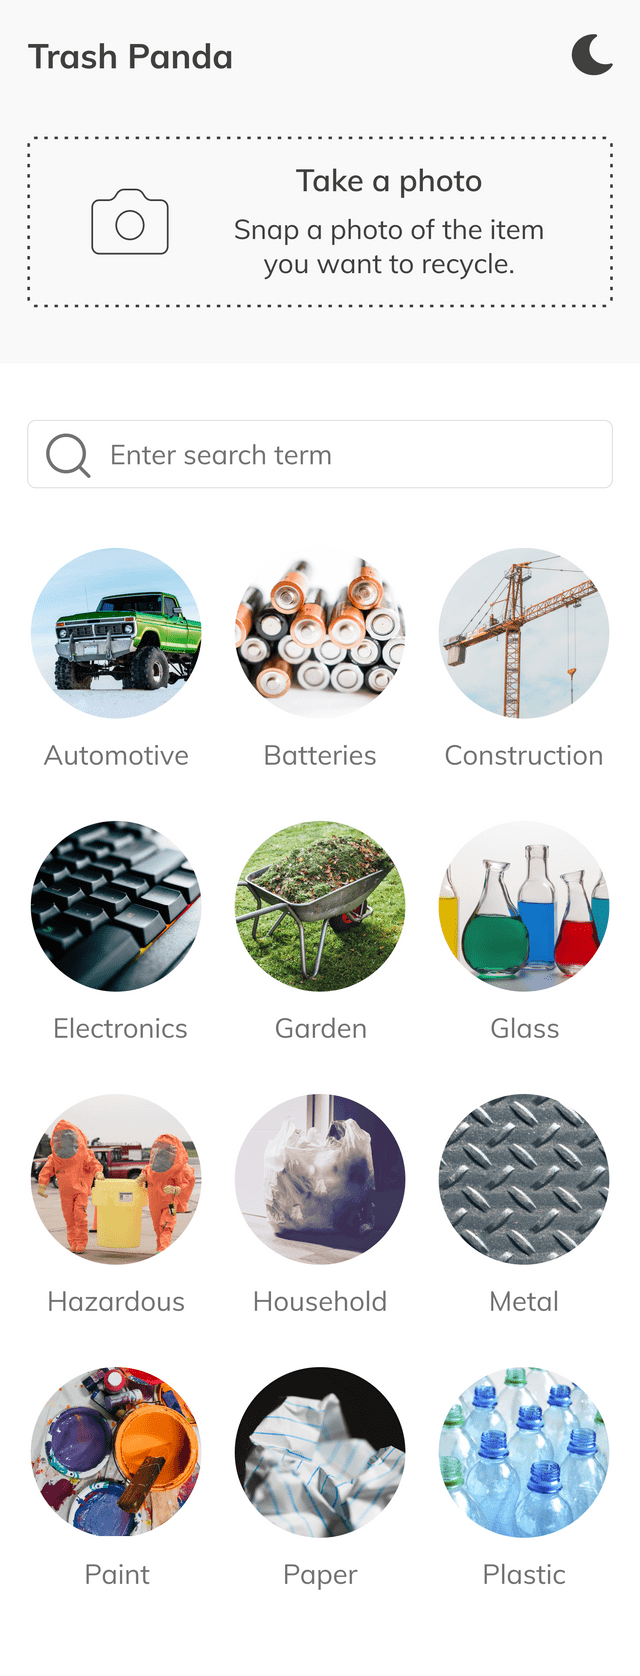 Trash Panda
Take a photo
Snap a photo of the item
you want to recycle.
Enter search term
Automotive
Batteries
Construction
Electronics
Garden
Glass
Hazardous
Household
Metal
Paint
Paper
Plastic